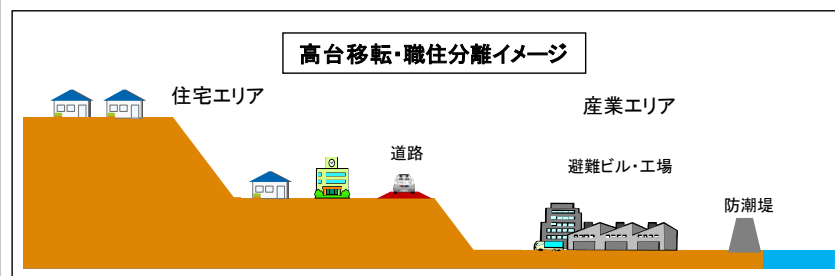 高台移転・職住分離イメージ
住宅エリア
産業エリア
道路
避難ビル・工場
防潮堤